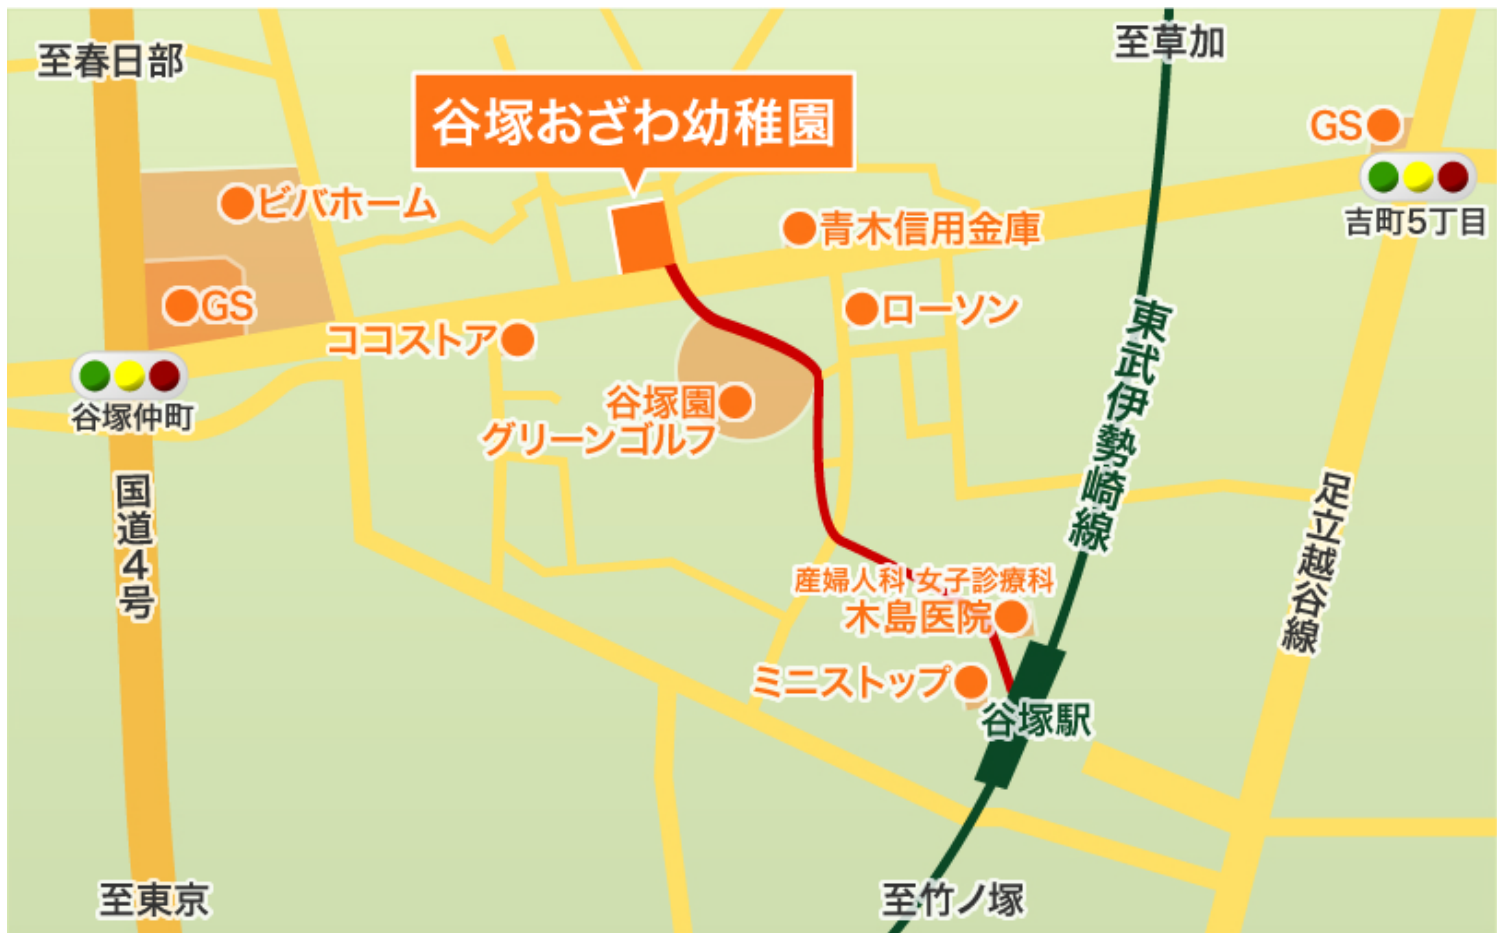 至春日部
至草加
谷塚おざわ幼稚園
GS
ビバホーム
青木信用金庫
吉町5丁目
GS
ローソン
ココストア
谷塚仲町
谷塚園
グリーンゴルフ
東武伊勢崎線
国道4号
足立越谷線
産婦人科 女子診療科
木島医院
ミニストップ
谷塚駅
至東京
至竹ノ塚